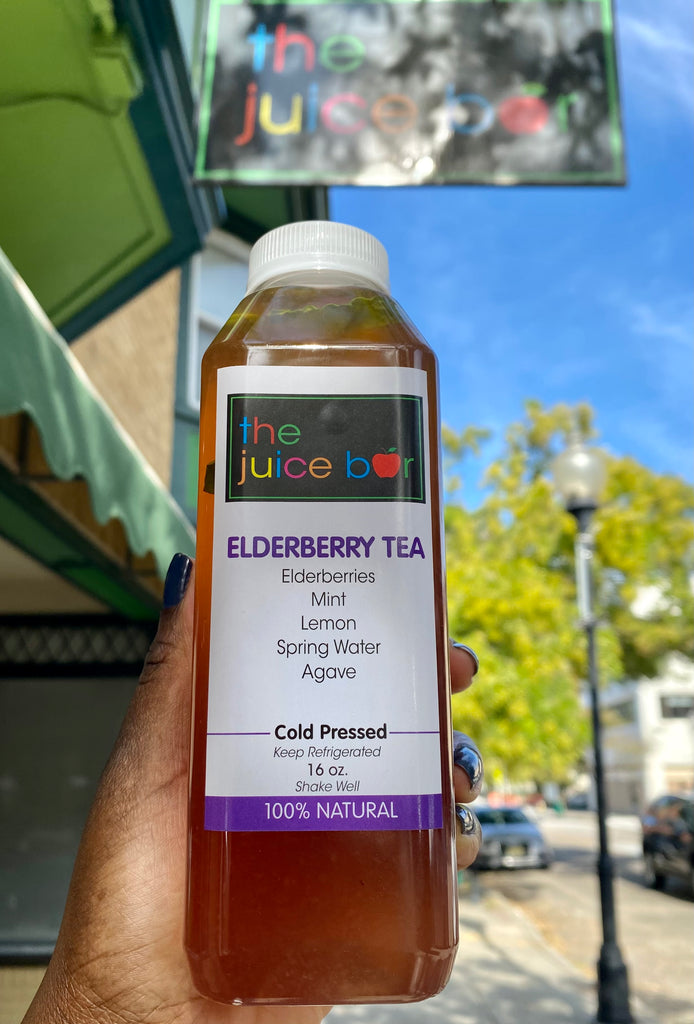 the
juice bar
the
juice bar
ELDERBERRY TEA
Elderberries
Mint
Lemon
Spring Water
Agave
Cold Pressed
Keep Refrigerated
16 oz.
Shake Well
100% NATURAL